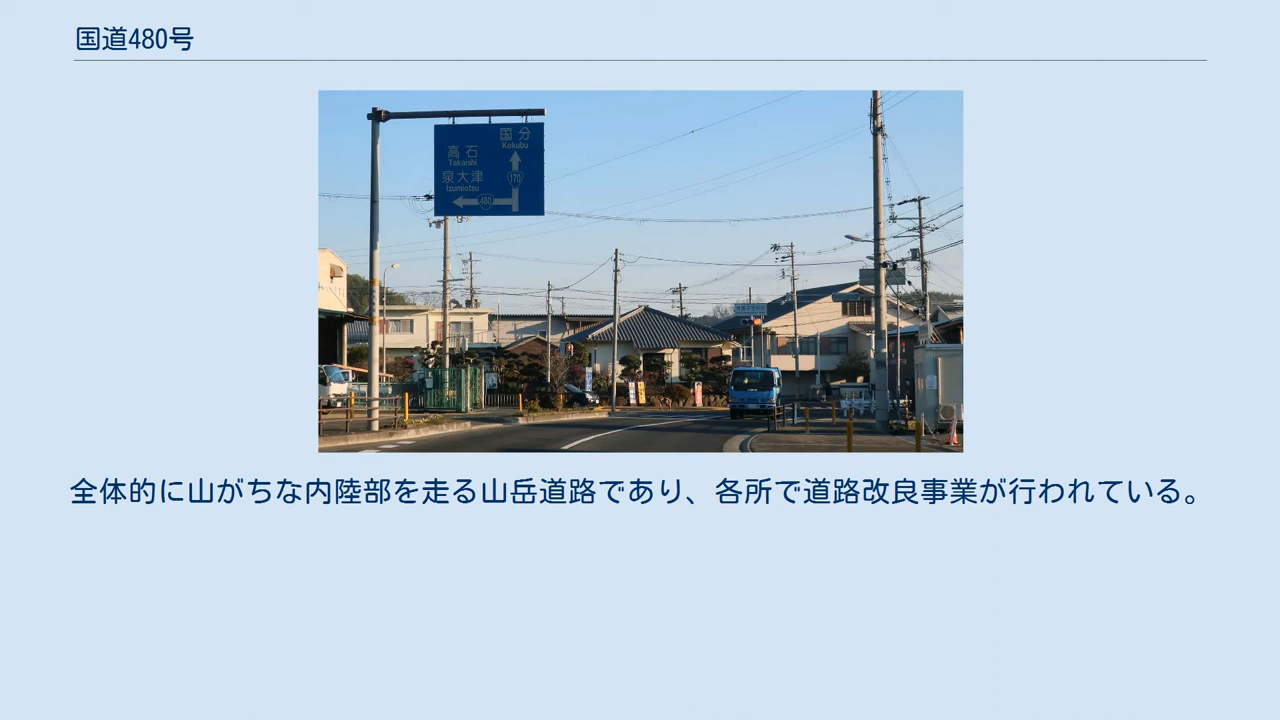 国道480号
国分
Kokubu
高石
Takaishi
170
泉大津
Izumiotsu
480
全体的に山がちな内陸部を走る山岳道路であり、各所で道路改良事業が行われている。